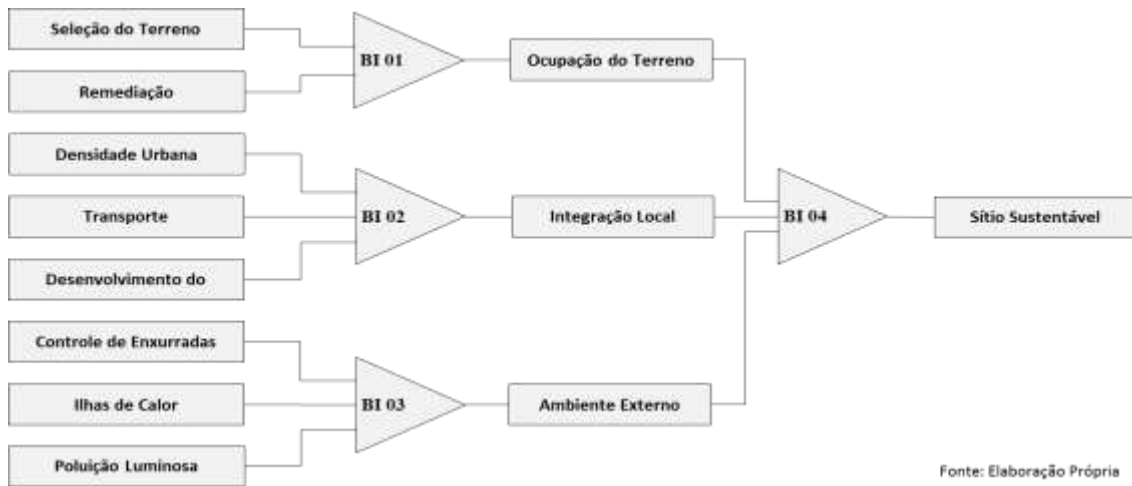 Seleção do Terreno
Remediação
BI 01
Ocupação do Terreno
Densidade Urbana
Transporte
Desenvolvimento do
BI 02
Integração Local
BI 04
Sítio Sustentável
Controle de Enxurradas
Ilhas de Calor
Poluição Luminosa
BI 03
Ambiente Externo
Fonte: Elaboração Própria